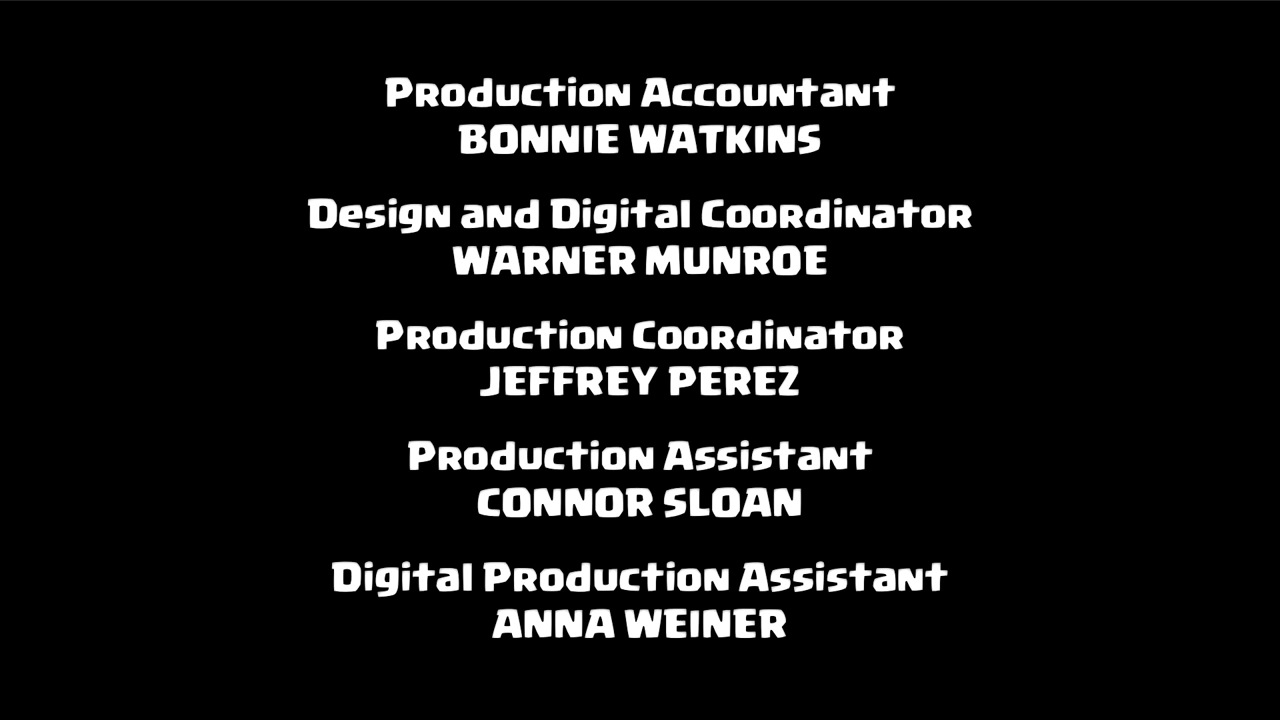 Production Accountant
BONNIE WATKINS
Design and Digital Coordinator
WARNER MUNROE
Production Coordinator
JEFFREY PEREZ
Production Assistant
CONNOR SLOAN
Digital Production Assistant
ANNA WEINER